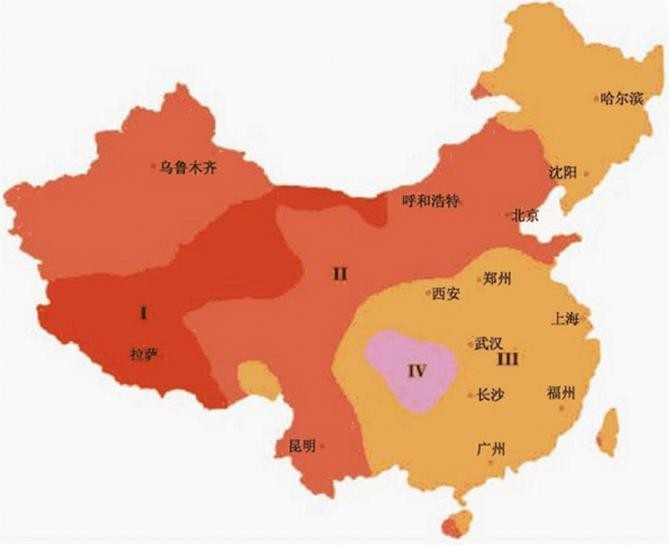 哈尔滨
乌鲁木齐
沈阳
呼和浩特
北京
II
郑州
西安
I
上海
武汉
III
拉萨
IV
长沙
福州
昆明
广州